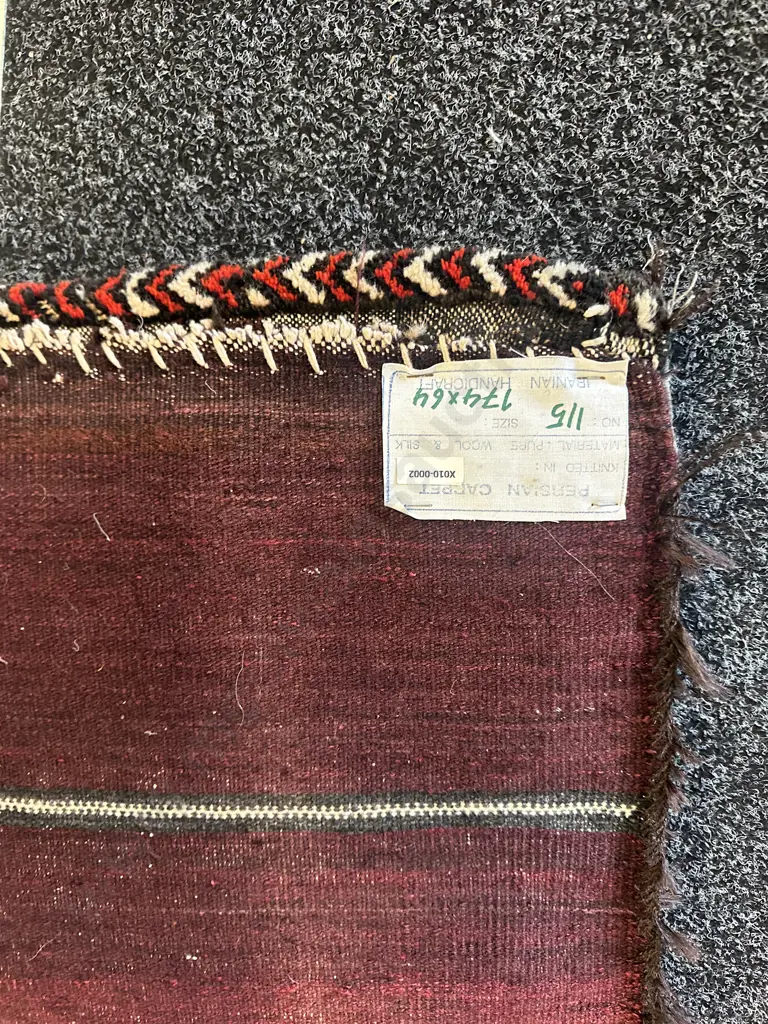 PERSIAN CARPET
KNITTED IN :
X010-0002
MATERIAL : PURE WOOL & SILK
NO : 115 SIZE : 174x64
IRANIAN HANDICRAFT